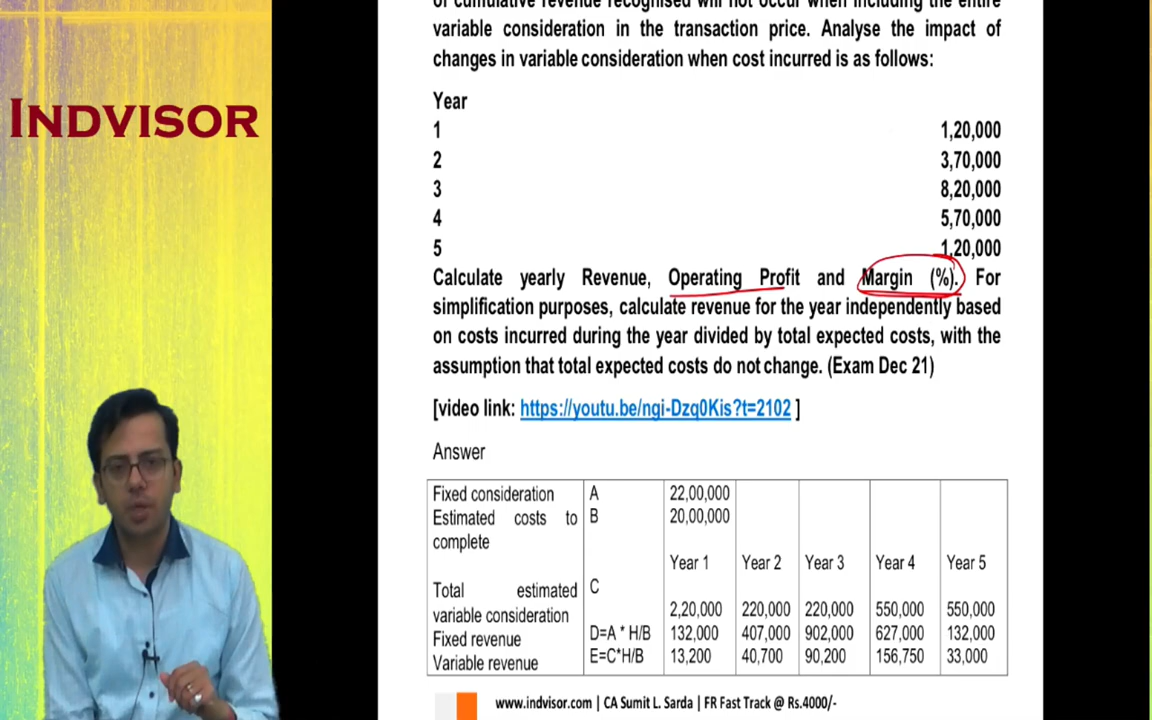 INDVISOR
of cumulative revenue recognised will not occur when including the entire
variable consideration in the transaction price. Analyse the impact of
changes in variable consideration when cost incurred is as follows:
Year
1 1,20,000
2 3,70,000
3 8,20,000
4 5,70,000
5 1,20,000
Calculate yearly Revenue, Operating Profit and Margin (%). For
simplification purposes, calculate revenue for the year independently based
on costs incurred during the year divided by total expected costs, with the
assumption that total expected costs do not change. (Exam Dec 21)
[video link: https://youtu.be/ngi-Dzq0Kis?t=2102 ]
Answer
Fixed consideration A 22,00,000
Estimated costs to B 20,00,000
complete
Year 1 Year 2 Year 3 Year 4 Year 5
Total estimated C
variable consideration 2,20,000 220,000 220,000 550,000 550,000
Fixed revenue D=A * H/B 132,000 407,000 902,000 627,000 132,000
Variable revenue E=C*H/B 13,200 40,700 90,200 156,750 33,000
www.indvisor.com | CA Sumit L. Sarda | FR Fast Track @ Rs.4000/-